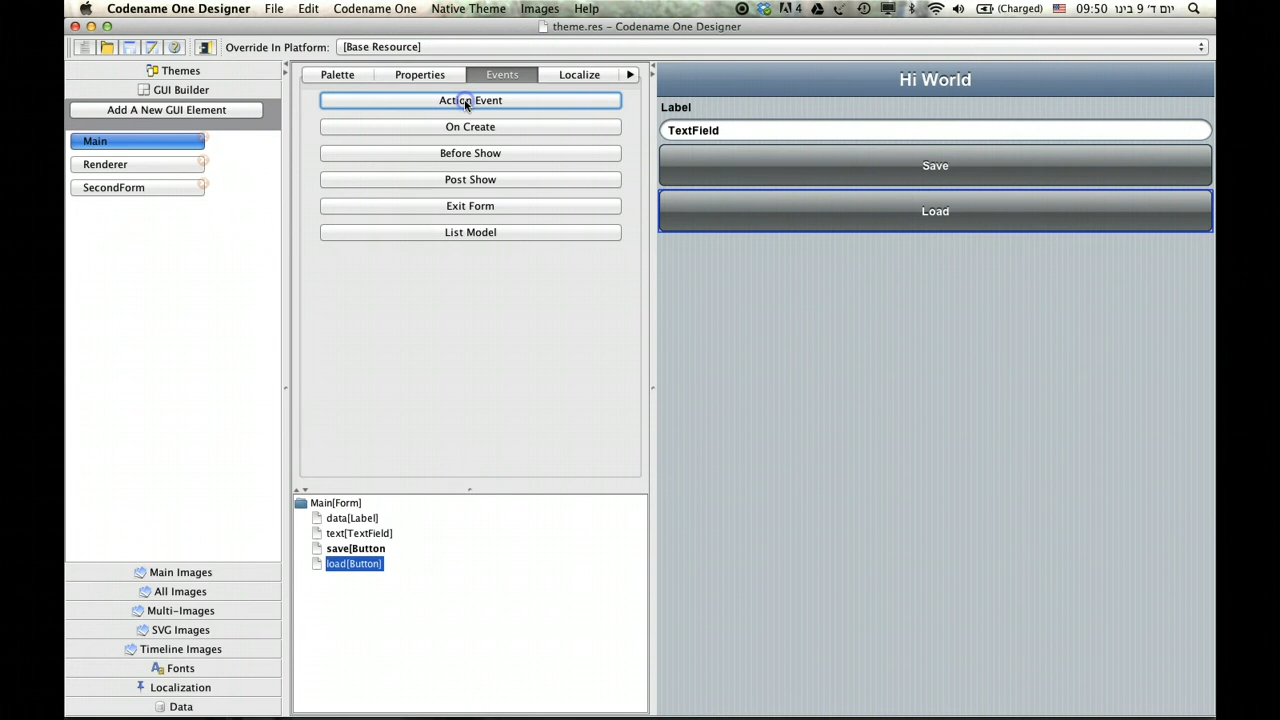 Codename One Designer File Edit Codename One Native Theme Images Help 4 (Charged) 09:50 יום ד׳ 9 בינו
theme.res - Codename One Designer
Override In Platform: [Base Resource]
Themes
GUI Builder
Add A New GUI Element
Main
Renderer
SecondForm
Main Images
All Images
Multi-Images
SVG Images
Timeline Images
Fonts
Localization
Data
Palette Properties Events Localize
Action Event
On Create
Before Show
Post Show
Exit Form
List Model
Main[Form]
data[Label]
text[TextField]
save[Button
load[Button]
Hi World
Label
TextField
Save
Load